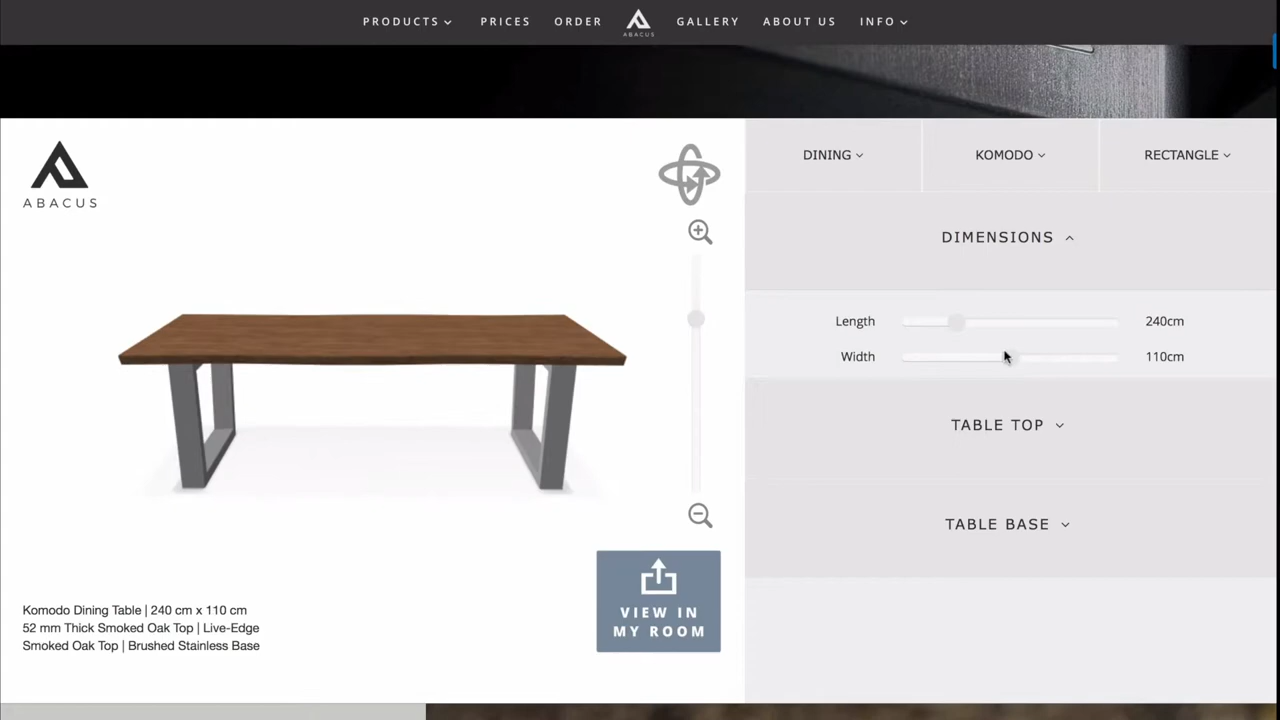 PRODUCTS PRICES ORDER ABACUS GALLERY ABOUT US INFO
ABACUS
DINING KOMODO RECTANGLE
DIMENSIONS
Length 240cm
Width 110cm
TABLE TOP
TABLE BASE
VIEW IN
MY ROOM
Komodo Dining Table | 240 cm x 110 cm
52 mm Thick Smoked Oak Top | Live-Edge
Smoked Oak Top | Brushed Stainless Base